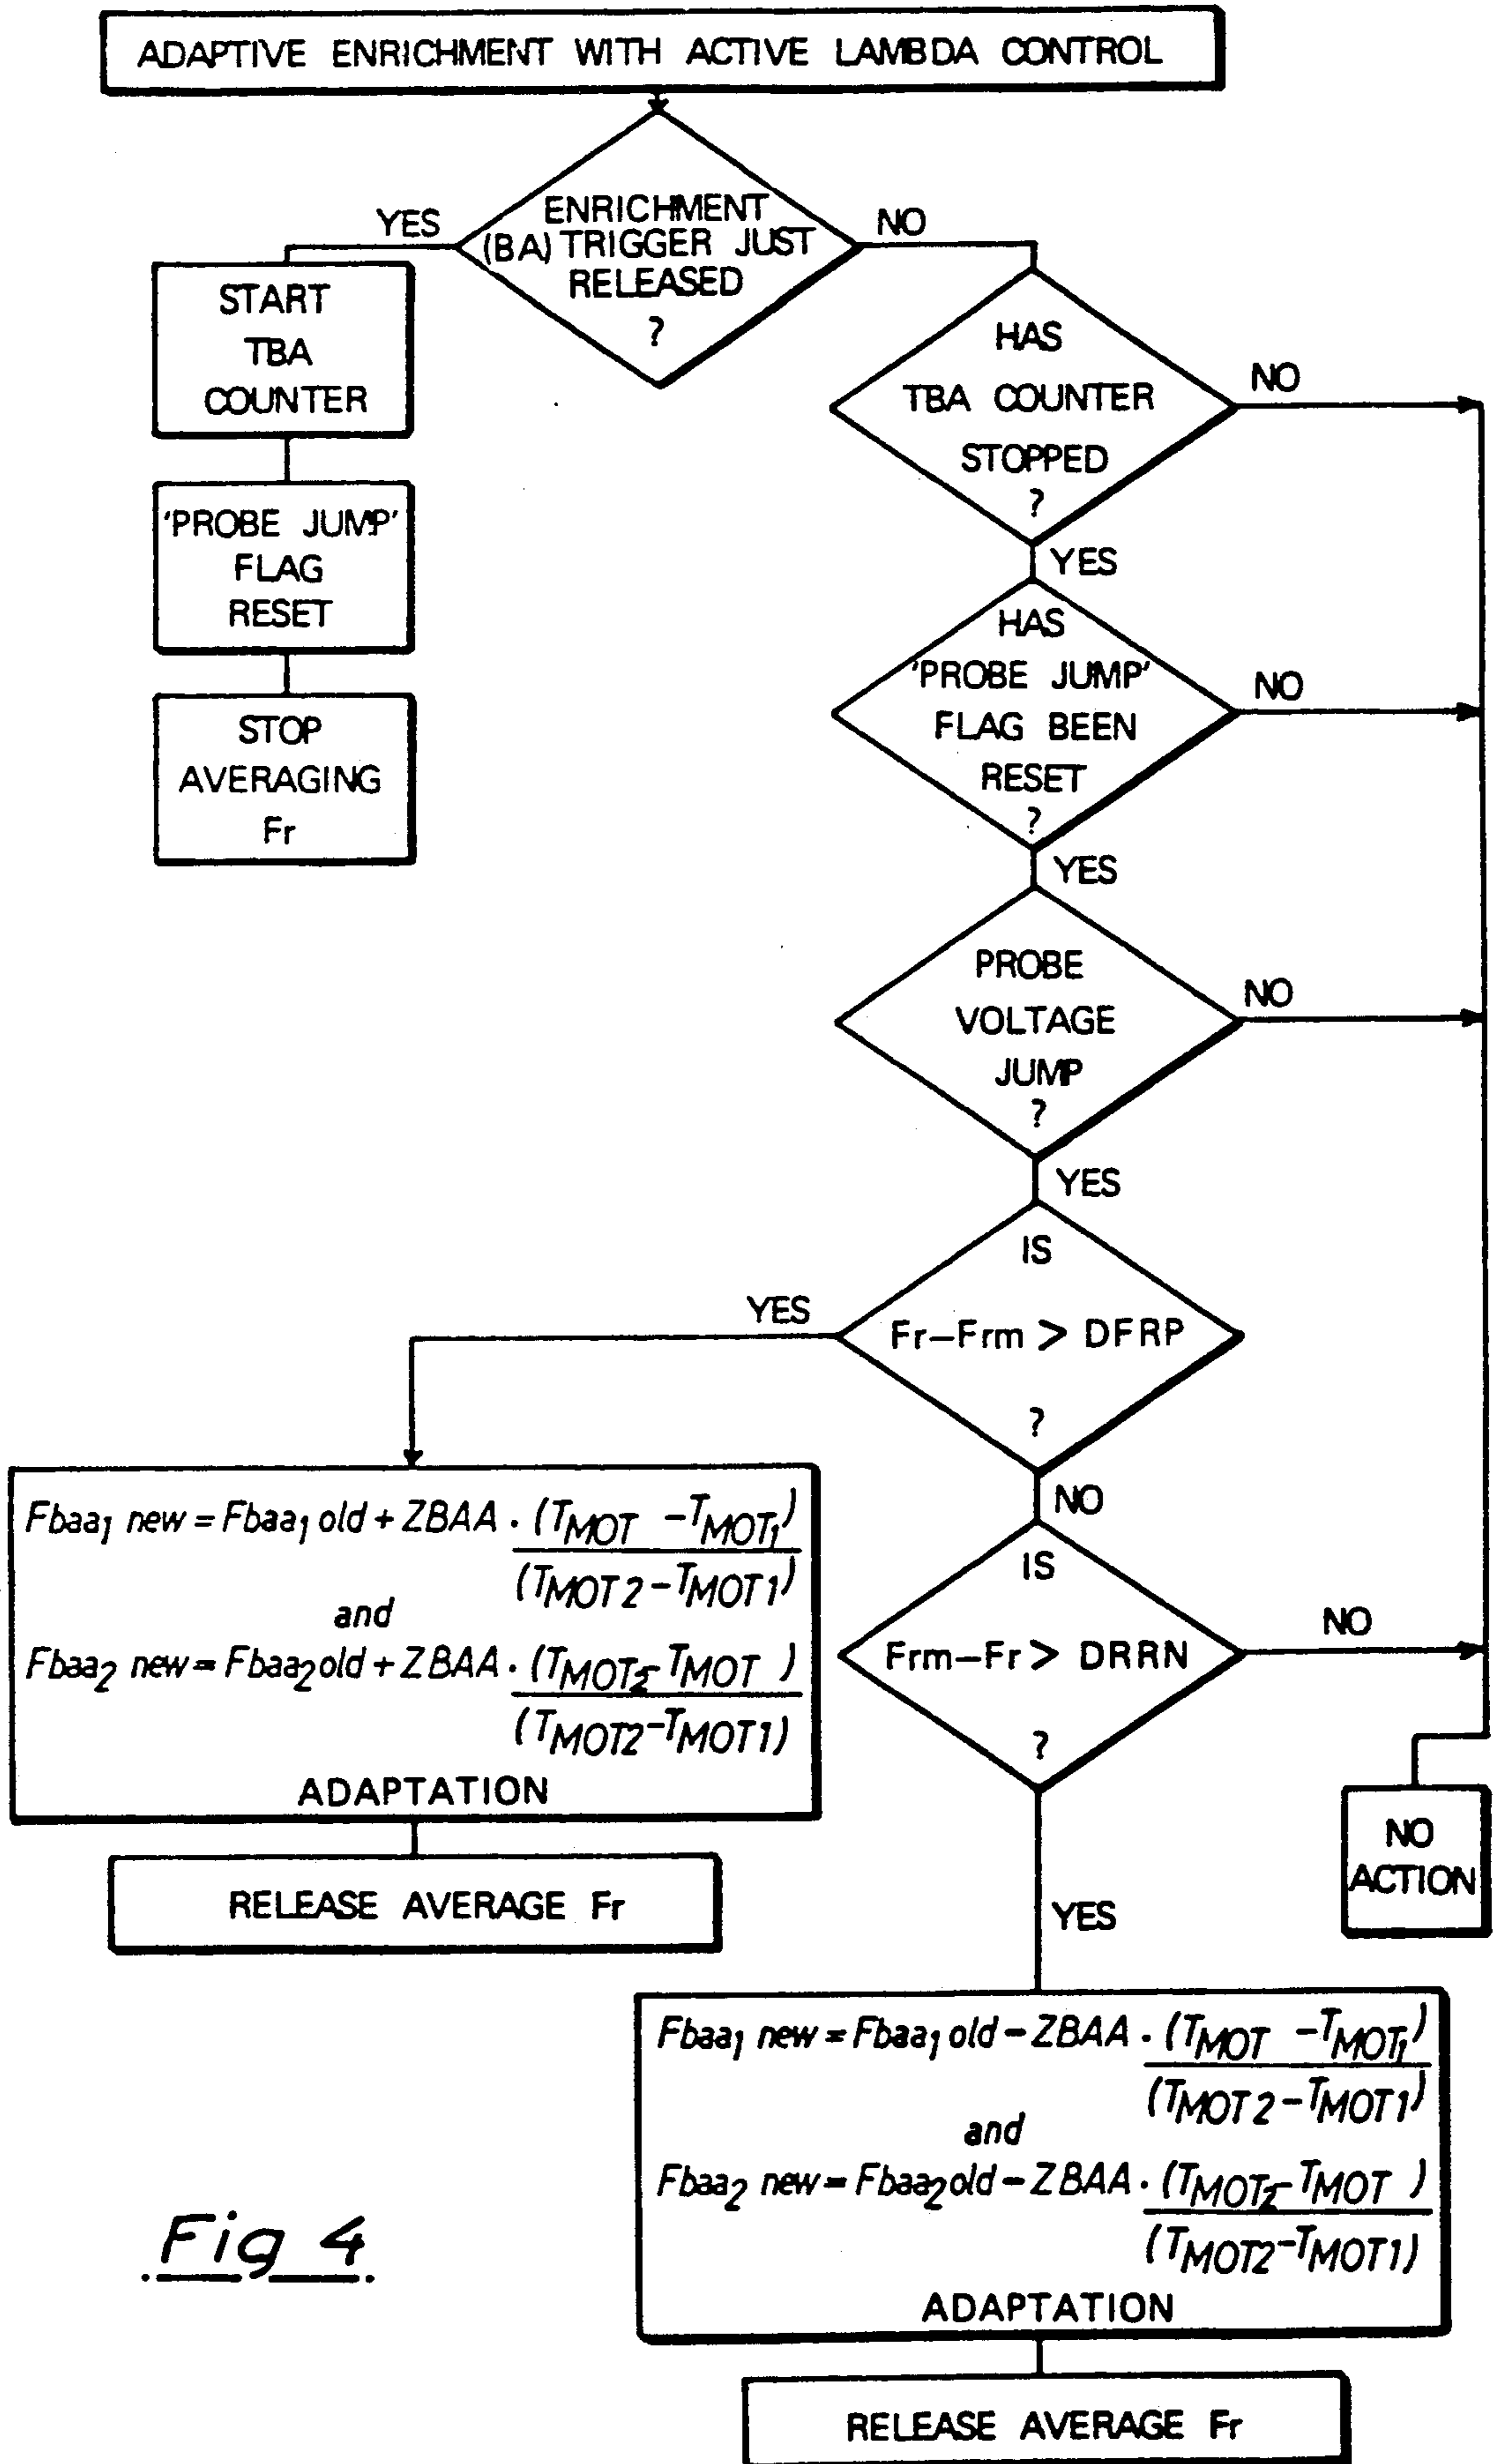 ADAPTIVE ENRICHMENT WITH ACTIVE LAMBDA CONTROL
ENRICHMENT
(BA) TRIGGER JUST
RELEASED
?
YES
NO
START
TBA
COUNTER
'PROBE JUMP'
FLAG
RESET
STOP
AVERAGING
Fr
HAS
TBA COUNTER
STOPPED
?
NO
YES
HAS
'PROBE JUMP'
FLAG BEEN
RESET
?
NO
YES
PROBE
VOLTAGE
JUMP
?
NO
YES
IS
Fr–Frm > DFRP
?
YES
NO
Fbaa1 new = Fbaa1 old + ZBAA . (TMOT – TMOT1)
(TMOT2 – TMOT1)
and
Fbaa2 new = Fbaa2 old + ZBAA . (TMOT2 – TMOT)
(TMOT2 – TMOT1)
ADAPTATION
RELEASE AVERAGE Fr
IS
Frm–Fr > DRRN
?
NO
YES
NO
ACTION
Fbaa1 new = Fbaa1 old – ZBAA . (TMOT – TMOT1)
(TMOT2 – TMOT1)
and
Fbaa2 new = Fbaa2 old – ZBAA . (TMOT2 – TMOT)
(TMOT2 – TMOT1)
ADAPTATION
RELEASE AVERAGE Fr
Fig 4